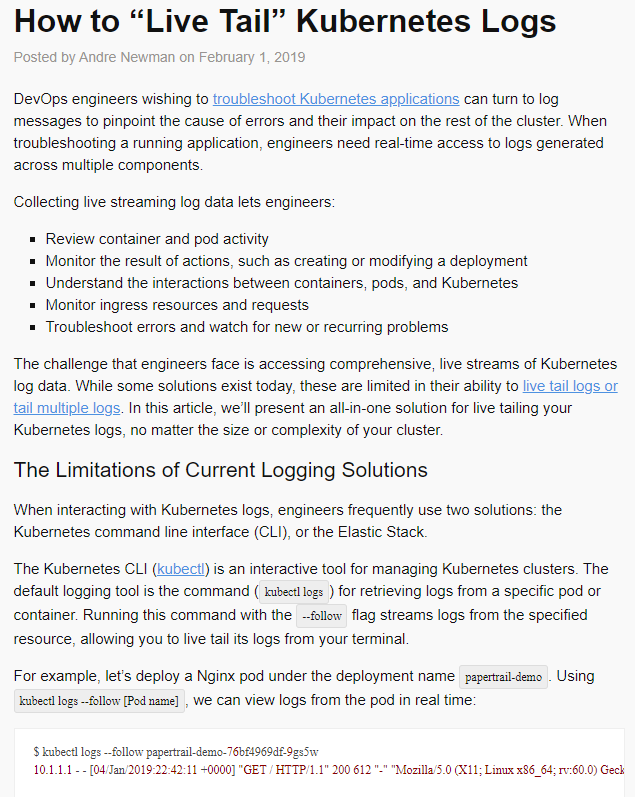 How to “Live Tail” Kubernetes Logs
Posted by Andre Newman on February 1, 2019
DevOps engineers wishing to troubleshoot Kubernetes applications can turn to log
messages to pinpoint the cause of errors and their impact on the rest of the cluster. When
troubleshooting a running application, engineers need real-time access to logs generated
across multiple components.
Collecting live streaming log data lets engineers:
Review container and pod activity
Monitor the result of actions, such as creating or modifying a deployment
Understand the interactions between containers, pods, and Kubernetes
Monitor ingress resources and requests
Troubleshoot errors and watch for new or recurring problems
The challenge that engineers face is accessing comprehensive, live streams of Kubernetes
log data. While some solutions exist today, these are limited in their ability to live tail logs or
tail multiple logs. In this article, we’ll present an all-in-one solution for live tailing your
Kubernetes logs, no matter the size or complexity of your cluster.
The Limitations of Current Logging Solutions
When interacting with Kubernetes logs, engineers frequently use two solutions: the
Kubernetes command line interface (CLI), or the Elastic Stack.
The Kubernetes CLI (kubectl) is an interactive tool for managing Kubernetes clusters. The
default logging tool is the command ( kubectl logs ) for retrieving logs from a specific pod or
container. Running this command with the --follow flag streams logs from the specified
resource, allowing you to live tail its logs from your terminal.
For example, let’s deploy a Nginx pod under the deployment name papertrail-demo . Using
kubectl logs --follow [Pod name] , we can view logs from the pod in real time:
$ kubectl logs --follow papertrail-demo-76bf4969df-9gs5w
10.1.1.1 - - [04/Jan/2019:22:42:11 +0000] "GET / HTTP/1.1" 200 612 "-" "Mozilla/5.0 (X11; Linux x86_64; rv:60.0) Geck